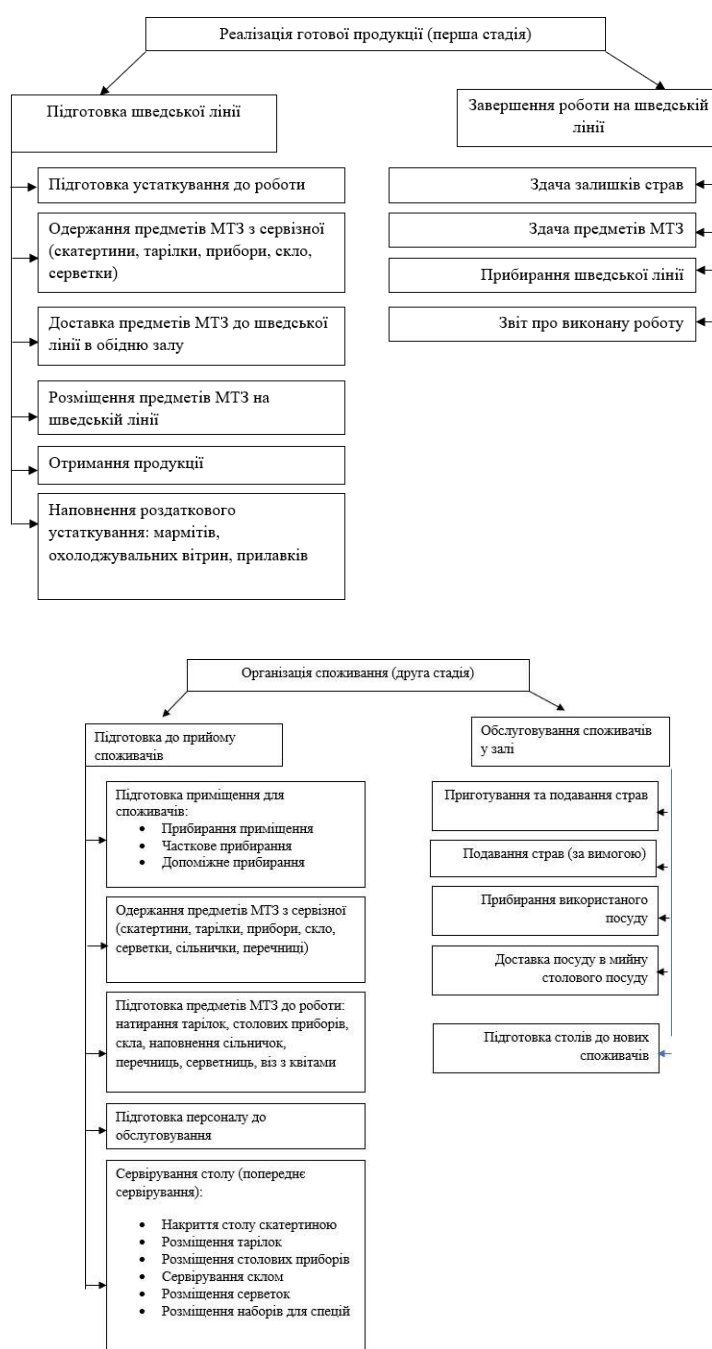 Реалізація готової продукції (перша стадія)
Підготовка шведської лінії
Підготовка устаткування до роботи
Одержання предметів МТЗ з сервізної
(скатертини, тарілки, прибори, скло,
серветки)
Доставка предметів МТЗ до шведської
лінії в обідню залу
Розміщення предметів МТЗ на
шведській лінії
Отримання продукції
Наповнення роздаткового
устаткування: мармітів,
охолоджувальних вітрин, прилавків
Завершення роботи на шведській
лінії
Здача залишків страв
Здача предметів МТЗ
Прибирання шведської лінії
Звіт про виконану роботу
Організація споживання (друга стадія)
Підготовка до прийому
споживачів
Підготовка приміщення для
споживачів:
• Прибирання приміщення
• Часткове прибирання
• Допоміжне прибирання
Одержання предметів МТЗ з сервізної
(скатертини, тарілки, прибори, скло,
серветки, сільнички, перечниці)
Підготовка предметів МТЗ до роботи:
натирання тарілок, столових приборів,
скла, наповнення сільничок,
перечниць, серветниць, віз з квітами
Підготовка персоналу до
обслуговування
Сервірування столу (попереднє
сервірування):
• Накриття столу скатертиною
• Розміщення тарілок
• Розміщення столових приборів
• Сервірування склом
• Розміщення серветок
• Розміщення наборів для спецій
Обслуговування споживачів
у залі
Приготування та подавання страв
Подавання страв (за вимогою)
Прибирання використаного
посуду
Доставка посуду в мийну
столового посуду
Підготовка столів до нових
споживачів